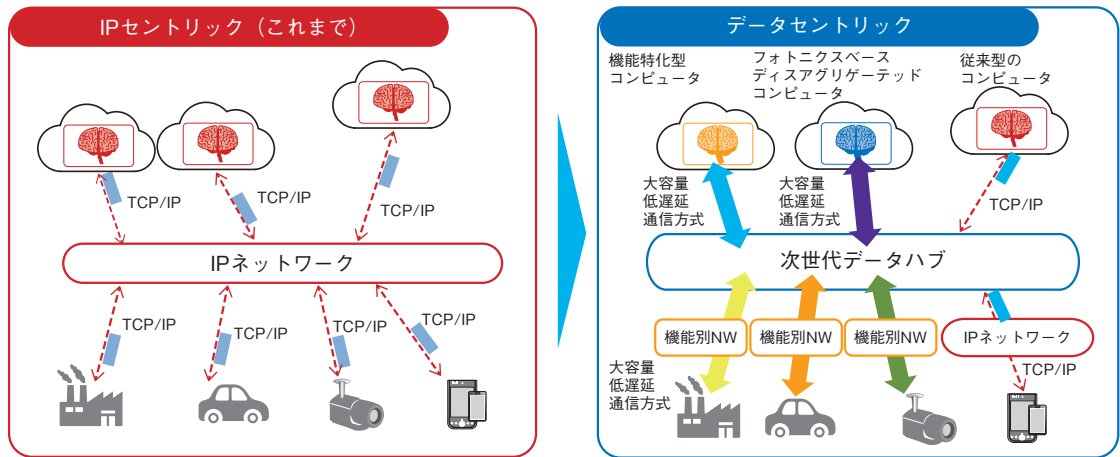 IPセントリック（これまで）
TCP/IP
TCP/IP
TCP/IP
IPネットワーク
TCP/IP
TCP/IP
TCP/IP
TCP/IP
データセントリック
機能特化型
コンピュータ
フォトニクスベース
ディスアグリゲーテッド
コンピュータ
従来型の
コンピュータ
大容量
低遅延
通信方式
大容量
低遅延
通信方式
TCP/IP
次世代データハブ
機能別NW
機能別NW
機能別NW
IPネットワーク
大容量
低遅延
通信方式
TCP/IP